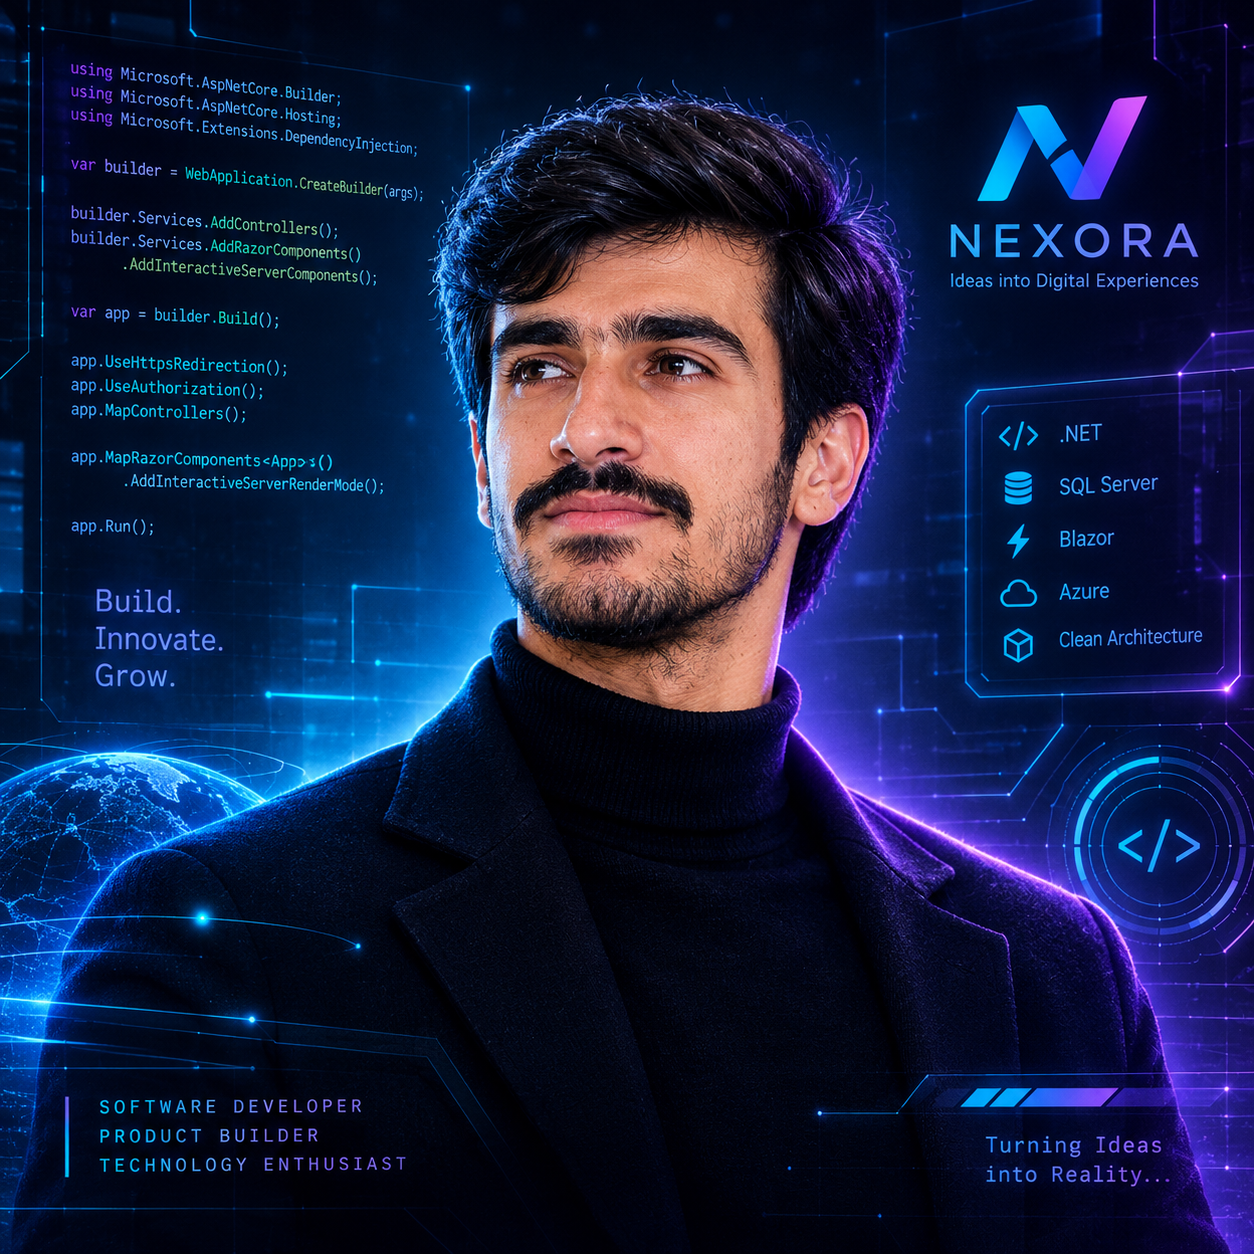 using Microsoft.AspNetCore.Builder;
using Microsoft.AspNetCore.Hosting;
using Microsoft.Extensions.DependencyInjection;
var builder = WebApplication.CreateBuilder(args);
builder.Services.AddControllers();
builder.Services.AddRazorComponents()
.AddInteractiveServerComponents();
var app = builder.Build();
app.UseHttpsRedirection();
app.UseAuthorization();
app.MapControllers();
app.MapRazorComponents<App>()
.AddInteractiveServerRenderMode();
app.Run();
Build.
Innovate.
Grow.
NEXORA
Ideas into Digital Experiences
</> .NET
SQL Server
Blazor
Azure
Clean Architecture
</>
SOFTWARE DEVELOPER
PRODUCT BUILDER
TECHNOLOGY ENTHUSIAST
Turning Ideas
into Reality...